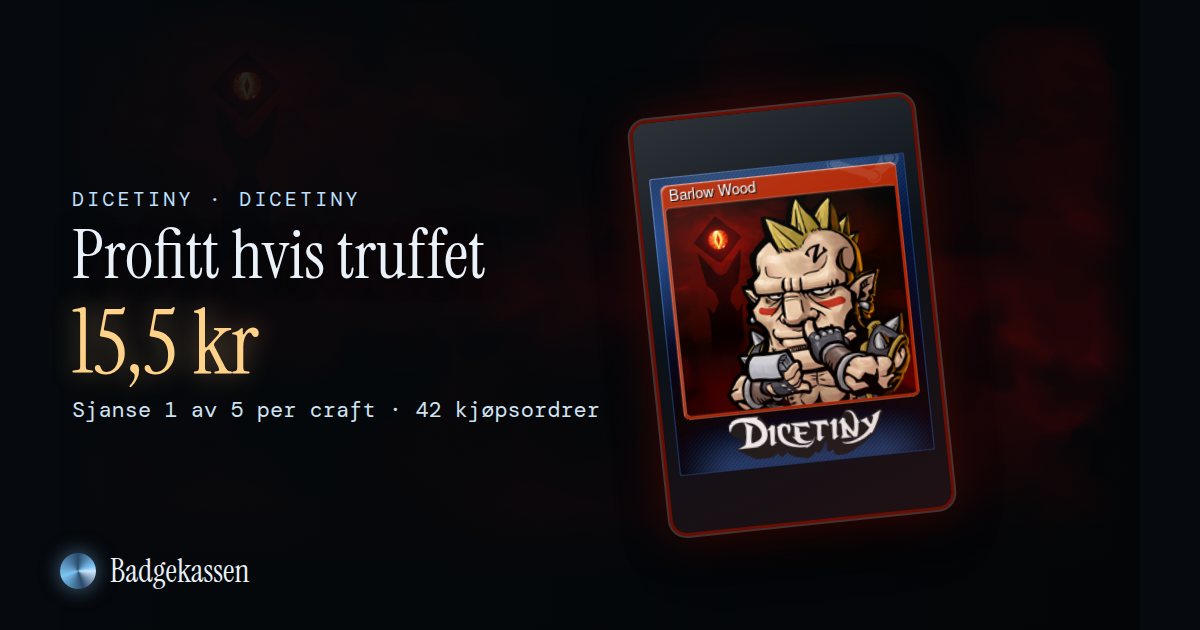 DICETINY · DICETINY
Profitt hvis truffet
15,5 kr
Sjanse 1 av 5 per craft · 42 kjøpsordrer
Barlow Wood
DICETINY
Badgekassen